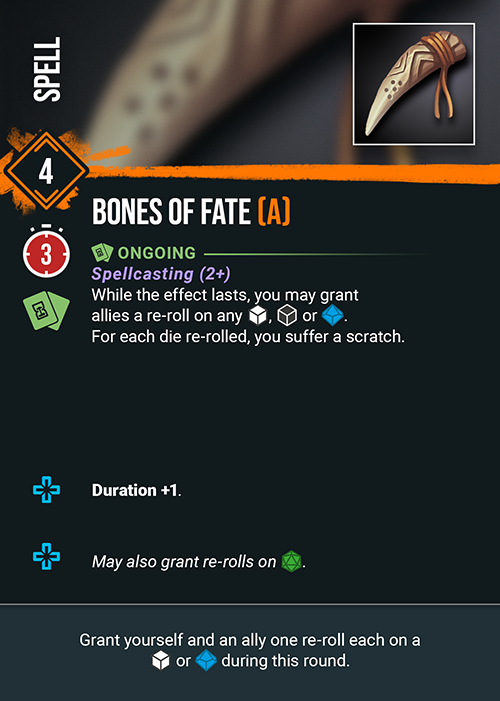 SPELL
4
BONES OF FATE (A)
3
ONGOING
Spellcasting (2+)
While the effect lasts, you may grant
allies a re-roll on any , or .
For each die re-rolled, you suffer a scratch.
Duration +1.
May also grant re-rolls on .
Grant yourself and an ally one re-roll each on a
or during this round.